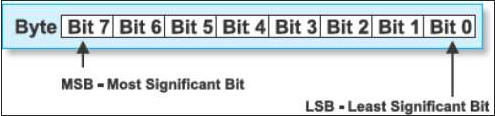 Byte Bit 7 Bit 6 Bit 5 Bit 4 Bit 3 Bit 2 Bit 1 Bit 0
MSB - Most Significant Bit
LSB - Least Significant Bit